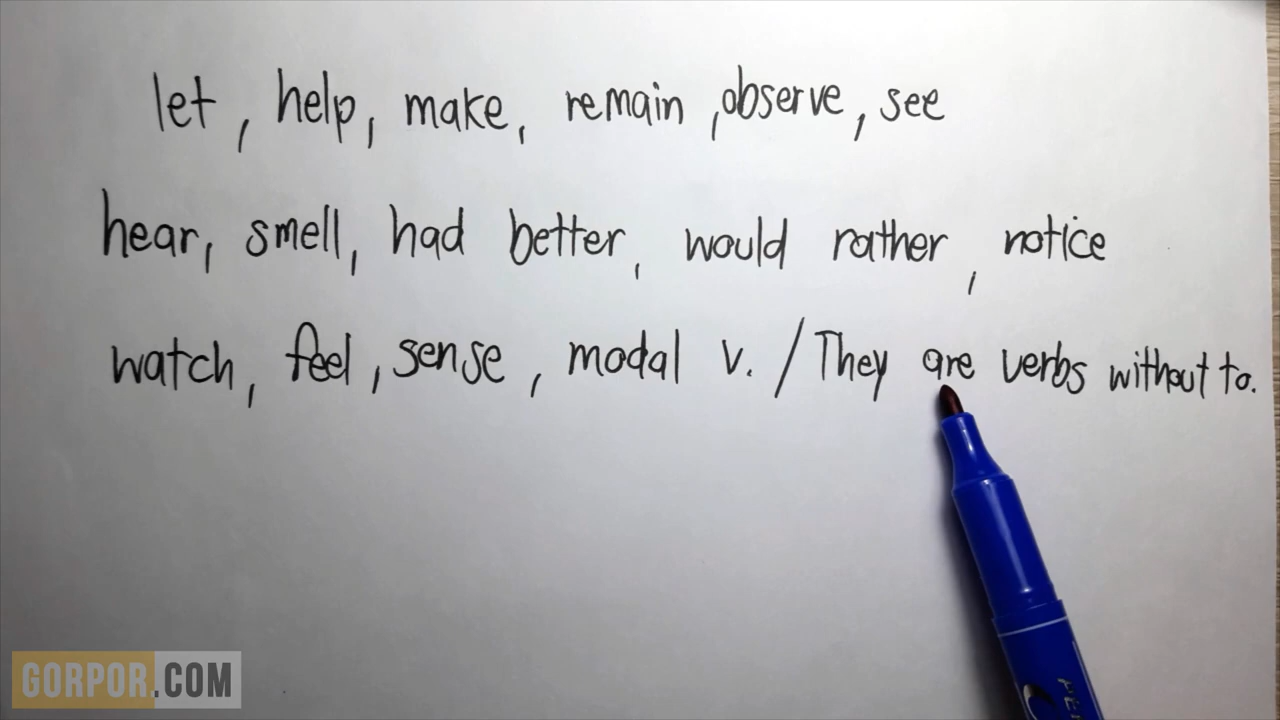 let, help, make, remain, observe, see
hear, smell, had better, would rather, notice
watch, feel, sense, modal v. / They are verbs without to.
GORPOR.COM